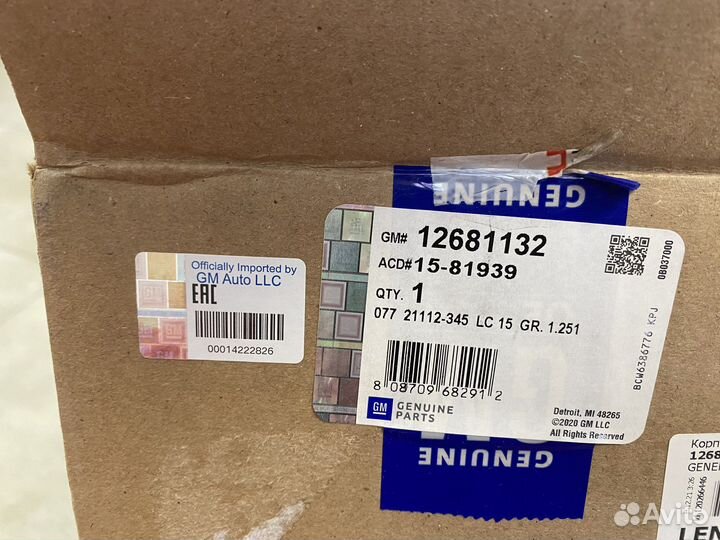 GENUINE
GM# 12681132
ACD#15-81939
QTY. 1
077 21112-345 LC 15 GR. 1.251
8 08709 68291 2
GM GENUINE
PARTS
Detroit, MI 48265
©2020 GM LLC
All Rights Reserved
BCW6386776 KPJ
0B037000
GENUINE
Officially Imported by
GM Auto LLC
EAC
00014222826
Корп
1268
GENE
LEN
Avito